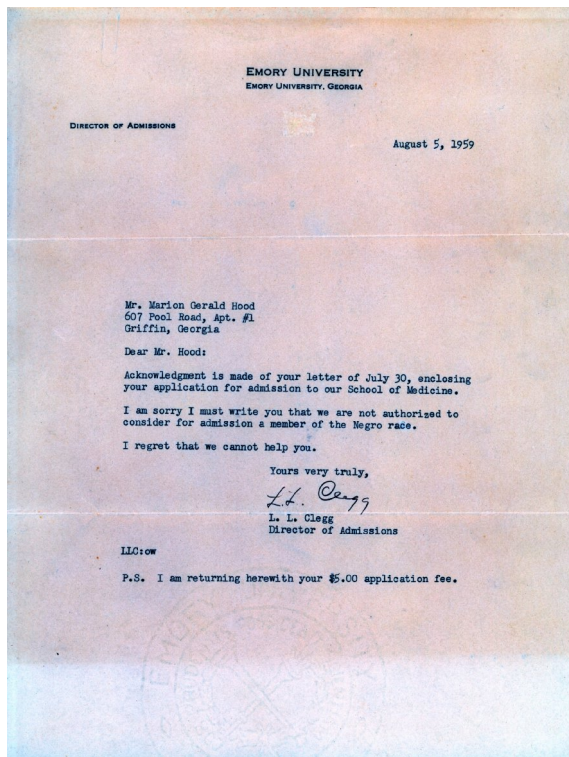 EMORY UNIVERSITY
EMORY UNIVERSITY, GEORGIA
DIRECTOR OF ADMISSIONS
August 5, 1959
Mr. Marion Gerald Hood
607 Pool Road, Apt. #1
Griffin, Georgia
Dear Mr. Hood:
Acknowledgment is made of your letter of July 30, enclosing
your application for admission to our School of Medicine.
I am sorry I must write you that we are not authorized to
consider for admission a member of the Negro race.
I regret that we cannot help you.
Yours very truly,
L. L. Clegg
L. L. Clegg
Director of Admissions
LLC:ow
P.S. I am returning herewith your $5.00 application fee.
EMORY